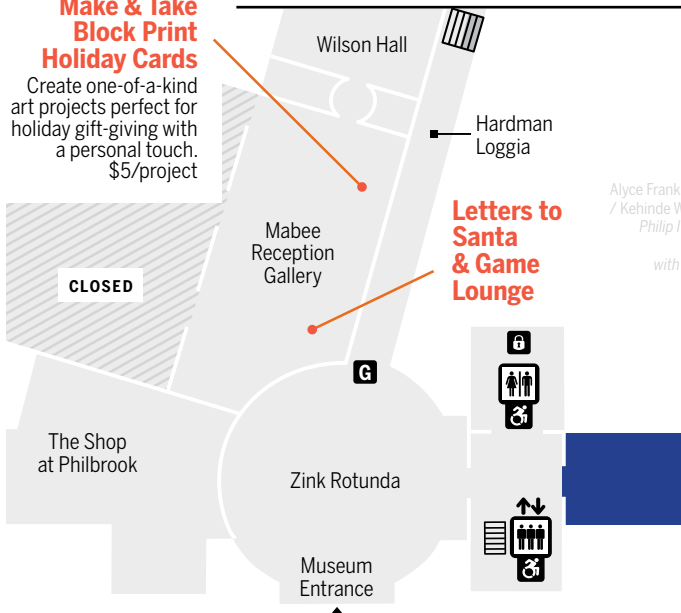 Make & Take
Block Print
Holiday Cards
Create one-of-a-kind
art projects perfect for
holiday gift-giving with
a personal touch.
$5/project
Wilson Hall
Hardman
Loggia
Alyce Frank
/ Kehinde W
Philip I
with
Letters to
Santa
& Game
Lounge
Mabee
Reception
Gallery
CLOSED
G
The Shop
at Philbrook
Zink Rotunda
Museum
Entrance